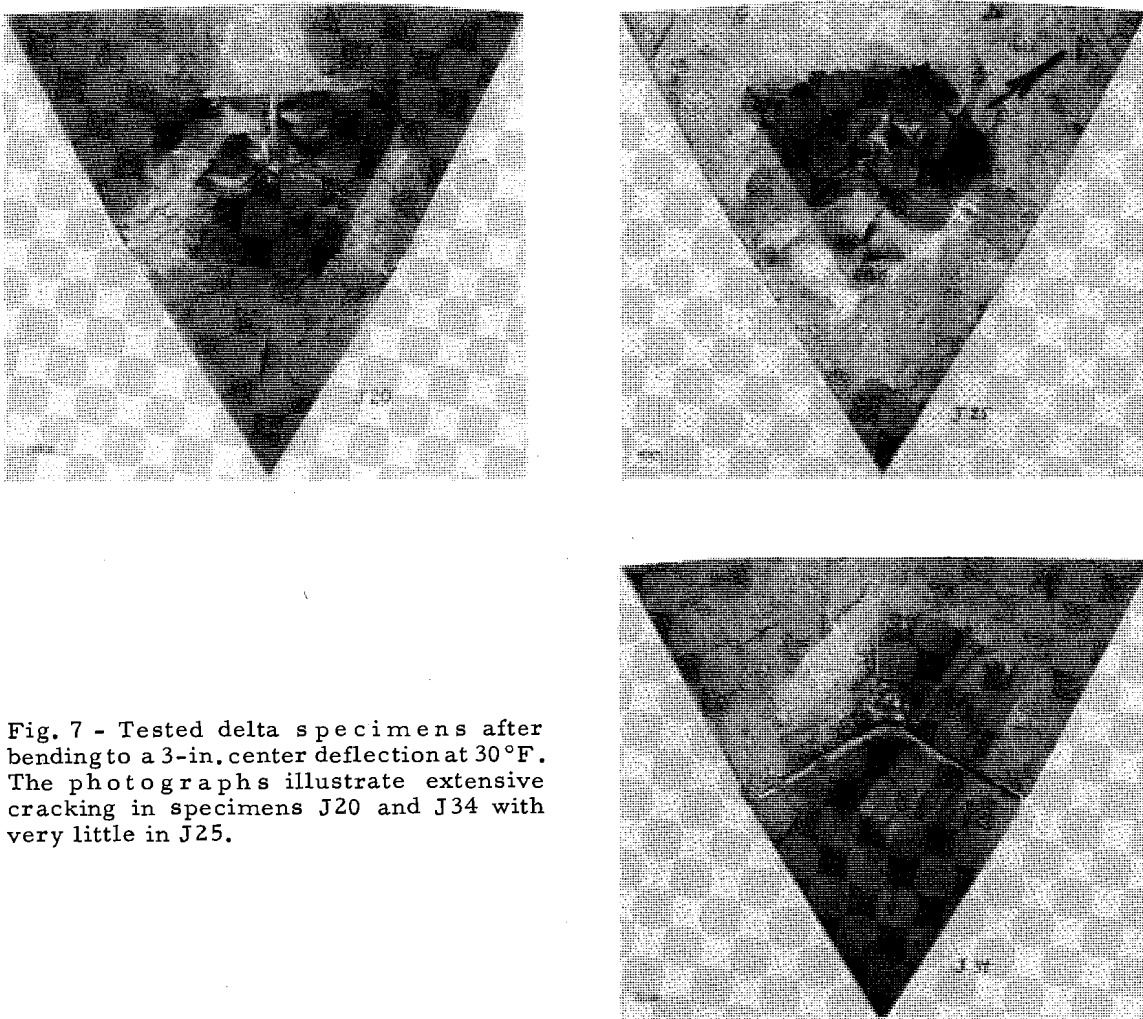 J20
J25
J34
Fig. 7 - Tested delta specimens after
bending to a 3-in. center deflection at 30°F.
The photographs illustrate extensive
cracking in specimens J20 and J34 with
very little in J25.